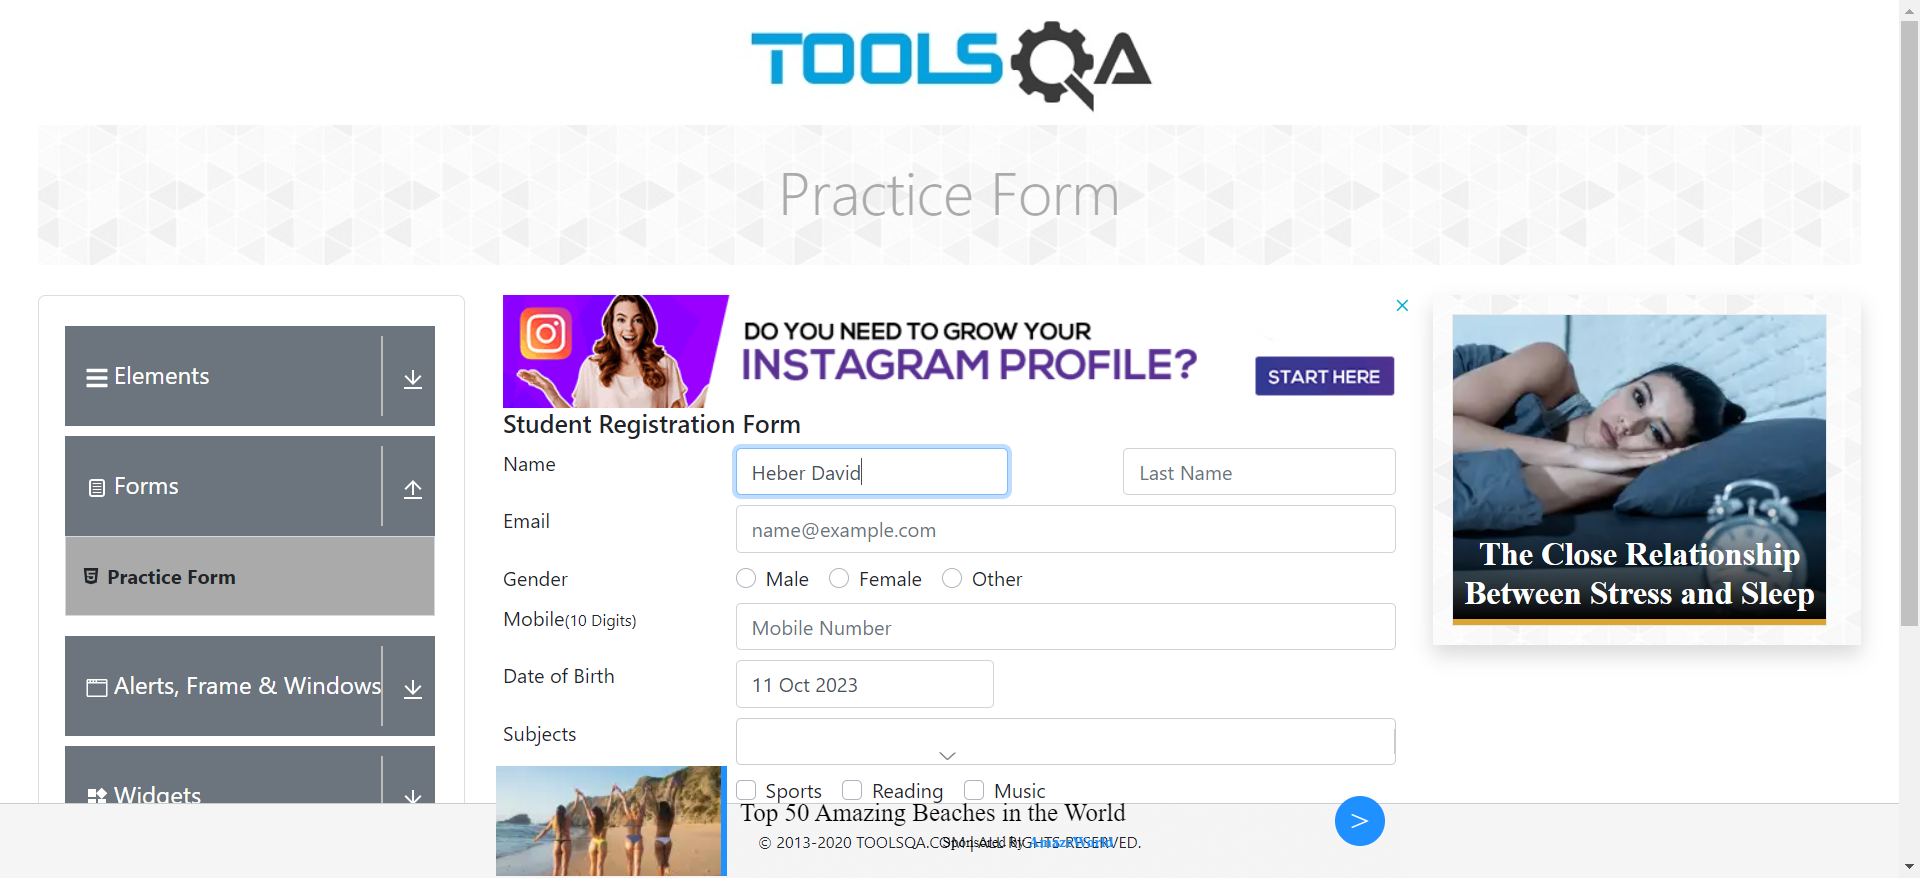 TOOLSQA
Practice Form
Elements
Forms
Practice Form
Alerts, Frame & Windows
Widgets
DO YOU NEED TO GROW YOUR
INSTAGRAM PROFILE?
START HERE
Student Registration Form
Name
Heber David
Last Name
Email
name@example.com
Gender
Male
Female
Other
Mobile(10 Digits)
Mobile Number
Date of Birth
11 Oct 2023
Subjects
Sports
Reading
Music
The Close Relationship
Between Stress and Sleep
Top 50 Amazing Beaches in the World
© 2013-2020 TOOLSQA.COM | ALL RIGHTS RESERVED.